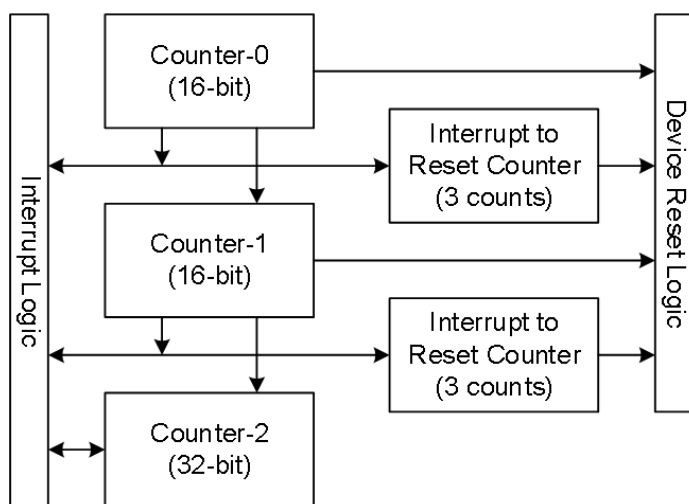 Counter-0
(16-bit)
Interrupt to
Reset Counter
(3 counts)
Counter-1
(16-bit)
Interrupt to
Reset Counter
(3 counts)
Counter-2
(32-bit)
Interrupt Logic
Device Reset Logic